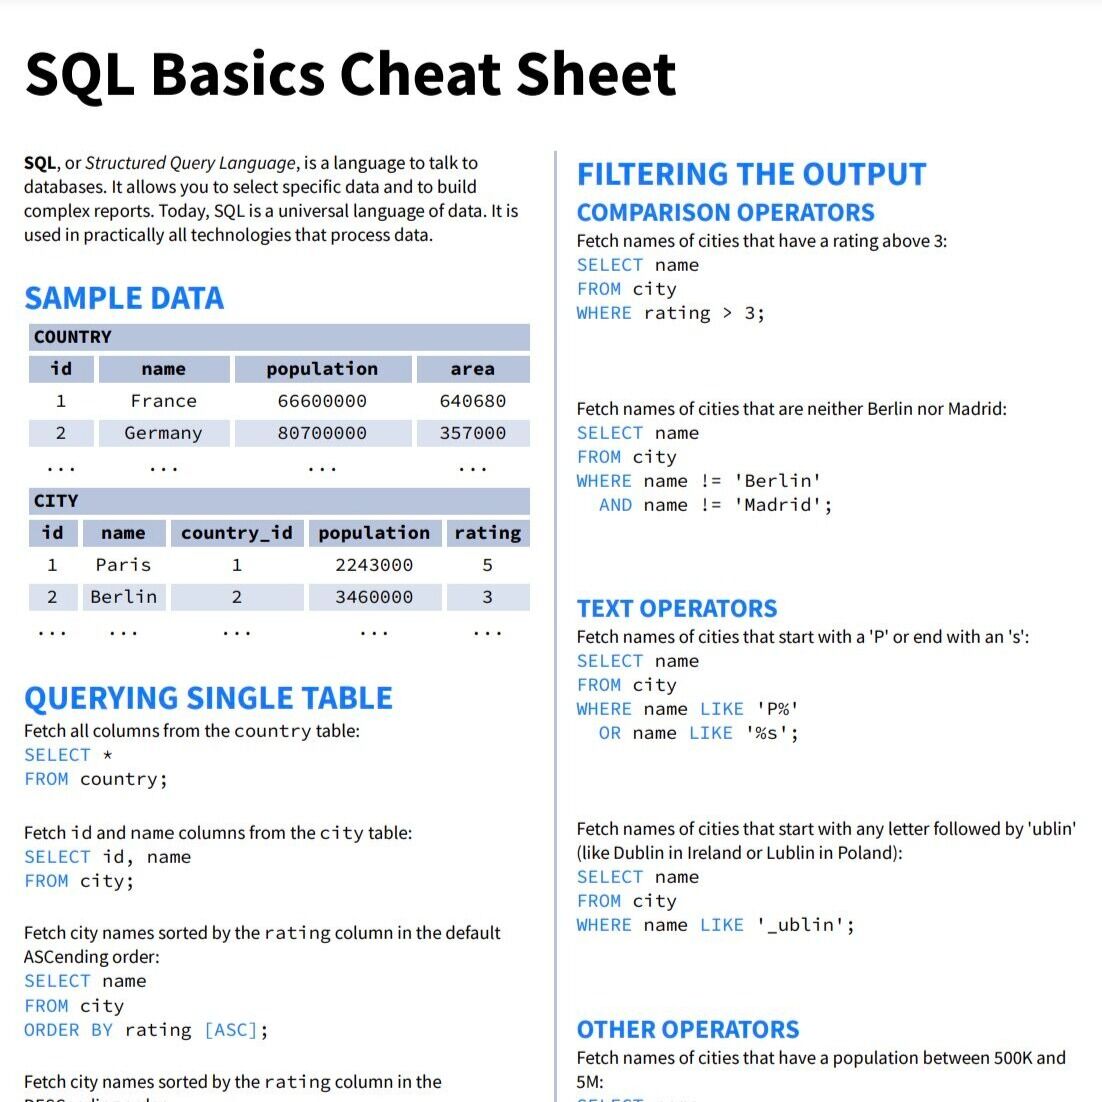 SQL Basics Cheat Sheet
SQL, or Structured Query Language, is a language to talk to
databases. It allows you to select specific data and to build
complex reports. Today, SQL is a universal language of data. It is
used in practically all technologies that process data.
SAMPLE DATA
COUNTRY
id name population area
1 France 66600000 640680
2 Germany 80700000 357000
... ... ... ...
CITY
id name country_id population rating
1 Paris 1 2243000 5
2 Berlin 2 3460000 3
... ... ... ... ...
QUERYING SINGLE TABLE
Fetch all columns from the country table:
SELECT *
FROM country;
Fetch id and name columns from the city table:
SELECT id, name
FROM city;
Fetch city names sorted by the rating column in the default
ASCending order:
SELECT name
FROM city
ORDER BY rating [ASC];
Fetch city names sorted by the rating column in the
FILTERING THE OUTPUT
COMPARISON OPERATORS
Fetch names of cities that have a rating above 3:
SELECT name
FROM city
WHERE rating > 3;
Fetch names of cities that are neither Berlin nor Madrid:
SELECT name
FROM city
WHERE name != 'Berlin'
AND name != 'Madrid';
TEXT OPERATORS
Fetch names of cities that start with a 'P' or end with an 's':
SELECT name
FROM city
WHERE name LIKE 'P%'
OR name LIKE '%s';
Fetch names of cities that start with any letter followed by 'ublin'
(like Dublin in Ireland or Lublin in Poland):
SELECT name
FROM city
WHERE name LIKE '_ublin';
OTHER OPERATORS
Fetch names of cities that have a population between 500K and
5M: